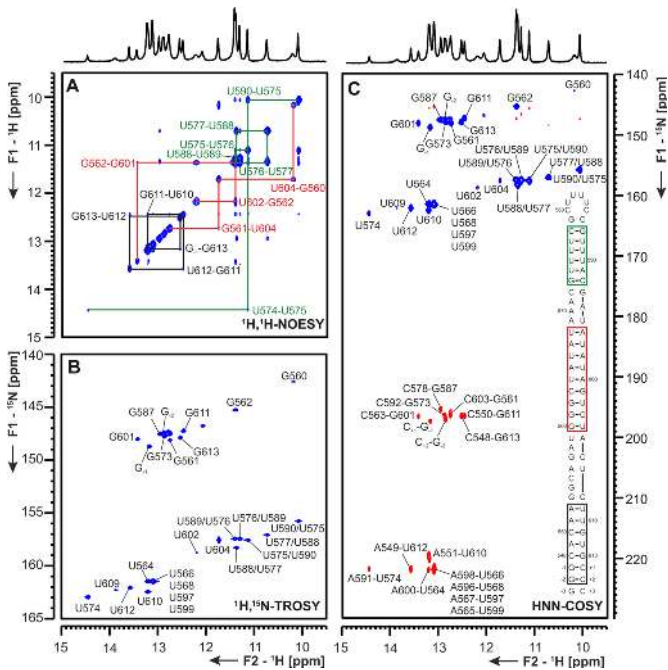 A
F1 - ¹H [ppm]
10
11
12
13
14
15
U590-U575
U577-U588
U575-U576
U588-U589
U576-U577
G562-G601
U604-G560
U602-G562
G611-U610
G613-U612
G561-U604
U612-G611
U574-U575
¹H,¹H-NOESY
B
F1 - ¹⁵N [ppm]
140
145
150
155
160
165
G560
G562
G587
G611
G601
G573
G613
G561
U589/U576
U576/U589
U590/U575
U602
U577/U588
U604
U575/U590
U588/U577
U564
U609
U566
U568
U574
U612
U610
U597
U599
¹H,¹⁵N-TROSY
15
14
13
12
11
10
F2 - ¹H [ppm]
C
F1 - ¹⁵N [ppm]
140
150
160
170
180
190
200
210
220
G560
G587
G611
G562
G601
G573
G613
G561
U576/U589
U575/U590
U589/U576
U577/U588
U564
U602
U604
U590/U575
U609
U588/U577
U574
U612
U610
U566
U568
U597
U599
C578-G587
C592-G573
C603-G561
C563-G601
C550-G611
C548-G613
A549-U612
A551-U610
A591-U574
A598-U566
A600-U564
A596-U568
A567-U597
A565-U599
HNN-COSY
15
14
13
12
11
10
F2 - ¹H [ppm]